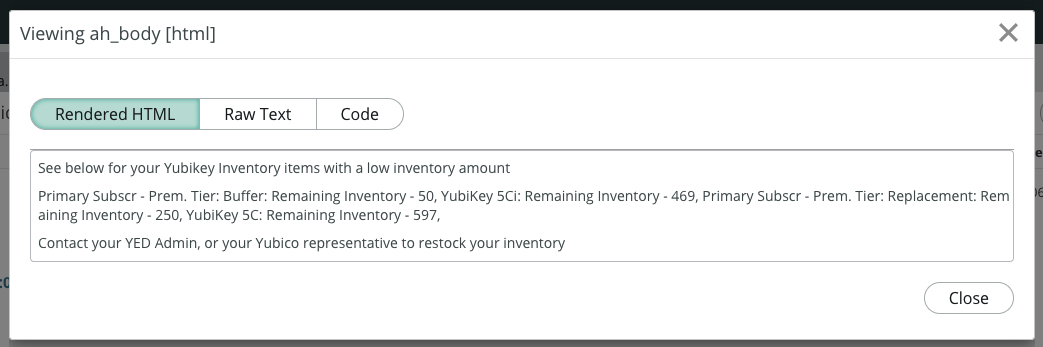 Viewing ah_body [html]
Rendered HTML
Raw Text
Code
See below for your Yubikey Inventory items with a low inventory amount
Primary Subscr - Prem. Tier: Buffer: Remaining Inventory - 50, YubiKey 5Ci: Remaining Inventory - 469, Primary Subscr - Prem. Tier: Replacement: Rem
aining Inventory - 250, YubiKey 5C: Remaining Inventory - 597,
Contact your YED Admin, or your Yubico representative to restock your inventory
Close